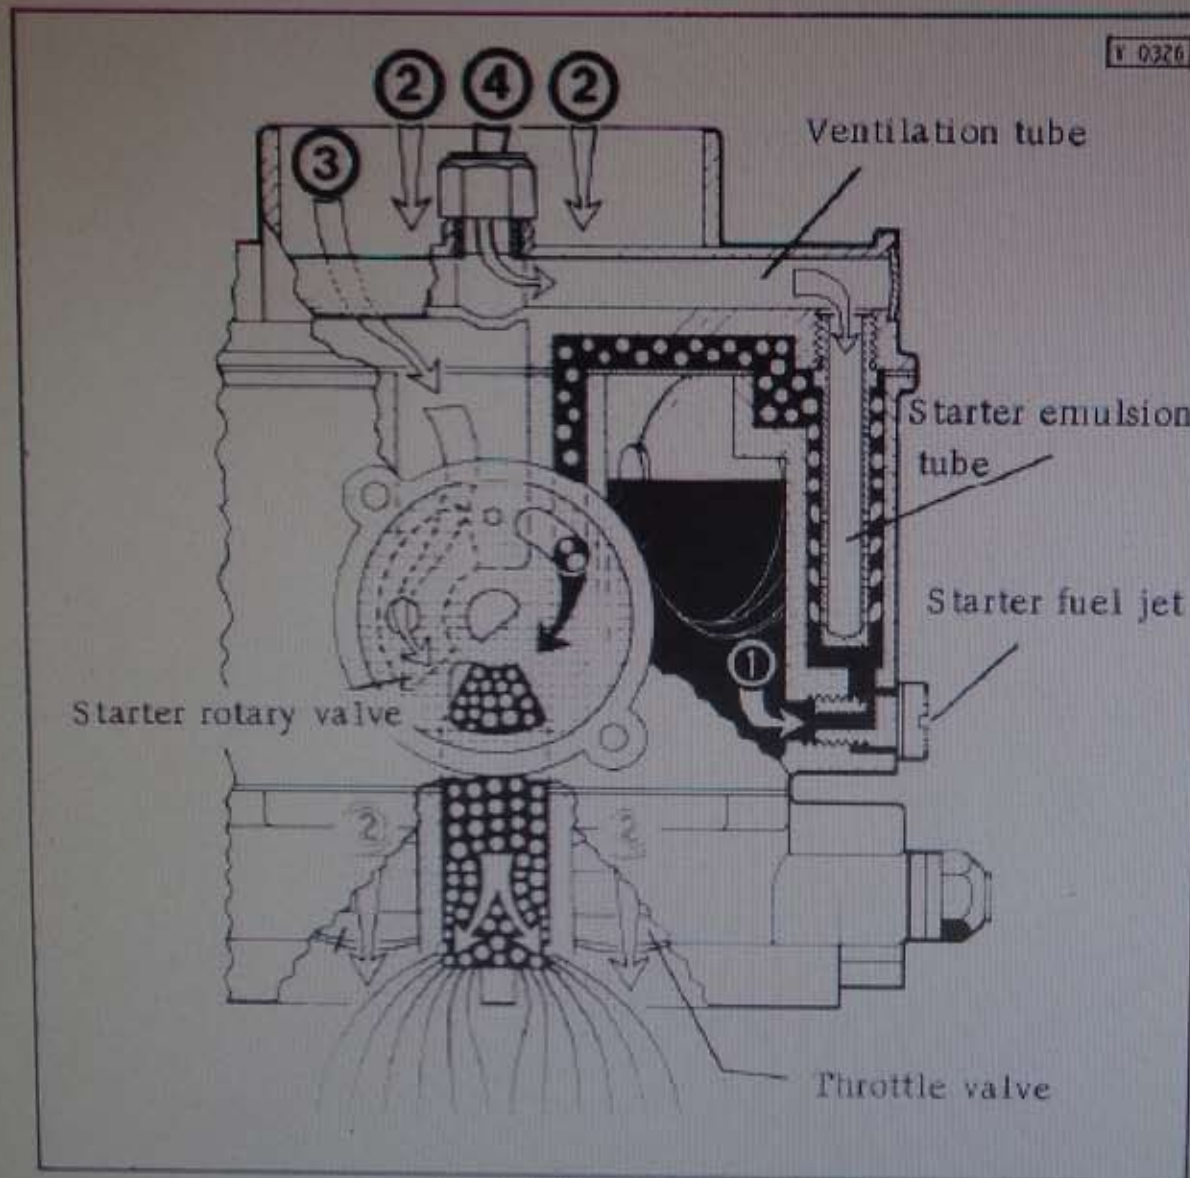 Y 0326
2 4 2
3
Ventilation tube
Starter emulsion
tube
Starter fuel jet
1
Starter rotary valve
2 2
Throttle valve